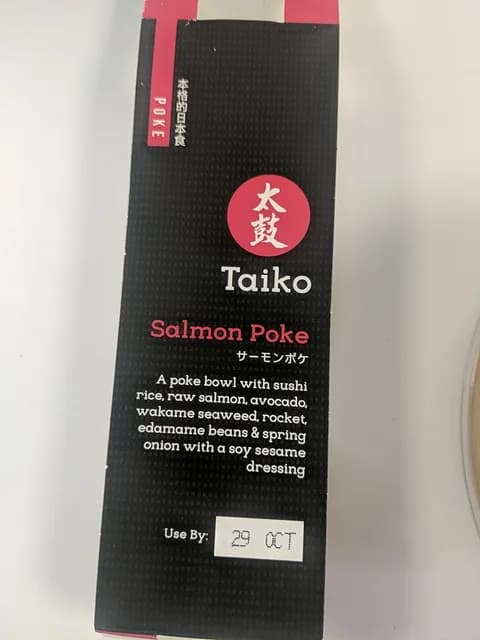 POKE
本格的日本食
太鼓
Taiko
Salmon Poke
サーモンポケ
A poke bowl with sushi
rice, raw salmon, avocado,
wakame seaweed, rocket,
edamame beans & spring
onion with a soy sesame
dressing
Use By: 29 OCT